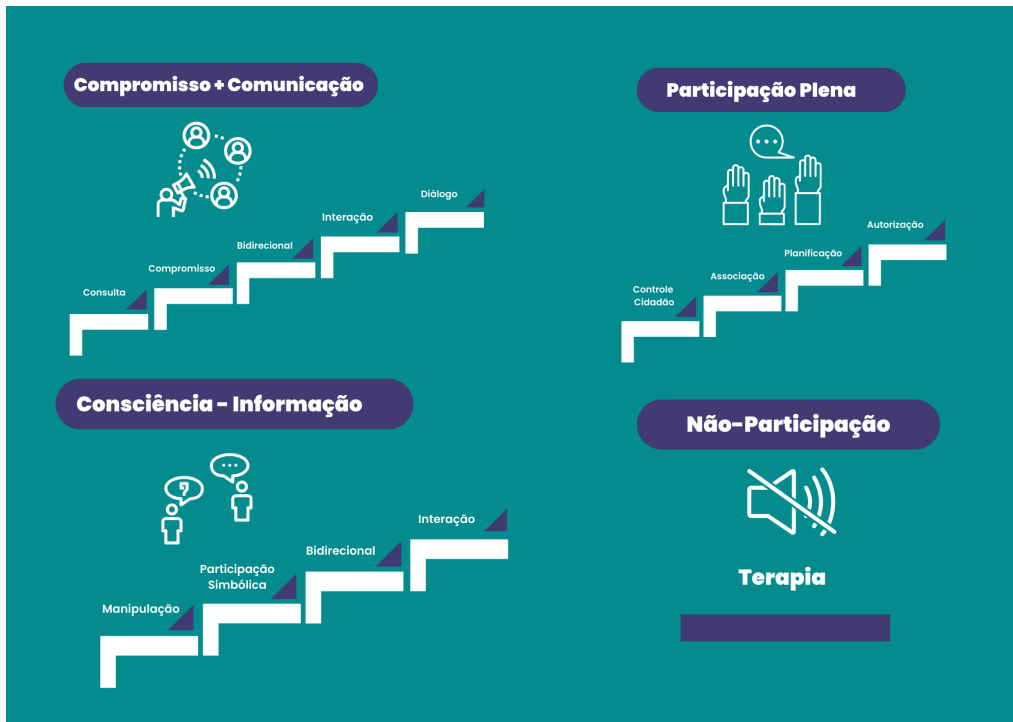 Compromisso + Comunicação
Consulta
Compromisso
Bidirecional
Interação
Diálogo
Participação Plena
Controle
Cidadão
Associação
Planificação
Autorização
Consciência - Informação
Manipulação
Participação
Simbólica
Bidirecional
Interação
Não-Participação
Terapia